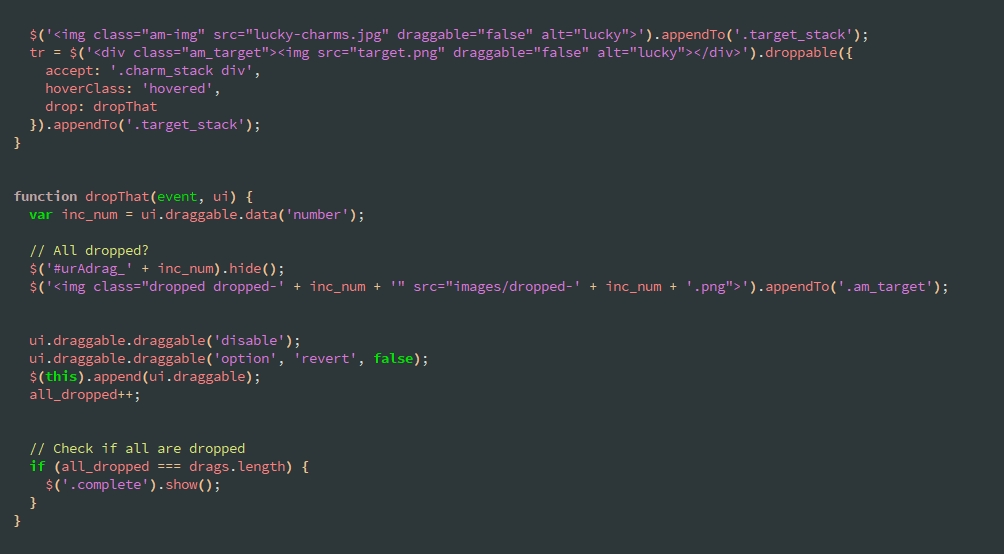 $('<img class="am-img" src="lucky-charms.jpg" draggable="false" alt="lucky">').appendTo('.target_stack');
tr = $('<div class="am_target"><img src="target.png" draggable="false" alt="lucky"></div>').droppable({
accept: '.charm_stack div',
hoverClass: 'hovered',
drop: dropThat
}).appendTo('.target_stack');
}
function dropThat(event, ui) {
var inc_num = ui.draggable.data('number');
// All dropped?
$('#urAdrag_' + inc_num).hide();
$('<img class="dropped dropped-' + inc_num + '" src="images/dropped-' + inc_num + '.png">').appendTo('.am_target');
ui.draggable.draggable('disable');
ui.draggable.draggable('option', 'revert', false);
$(this).append(ui.draggable);
all_dropped++;
// Check if all are dropped
if (all_dropped === drags.length) {
$('.complete').show();
}
}